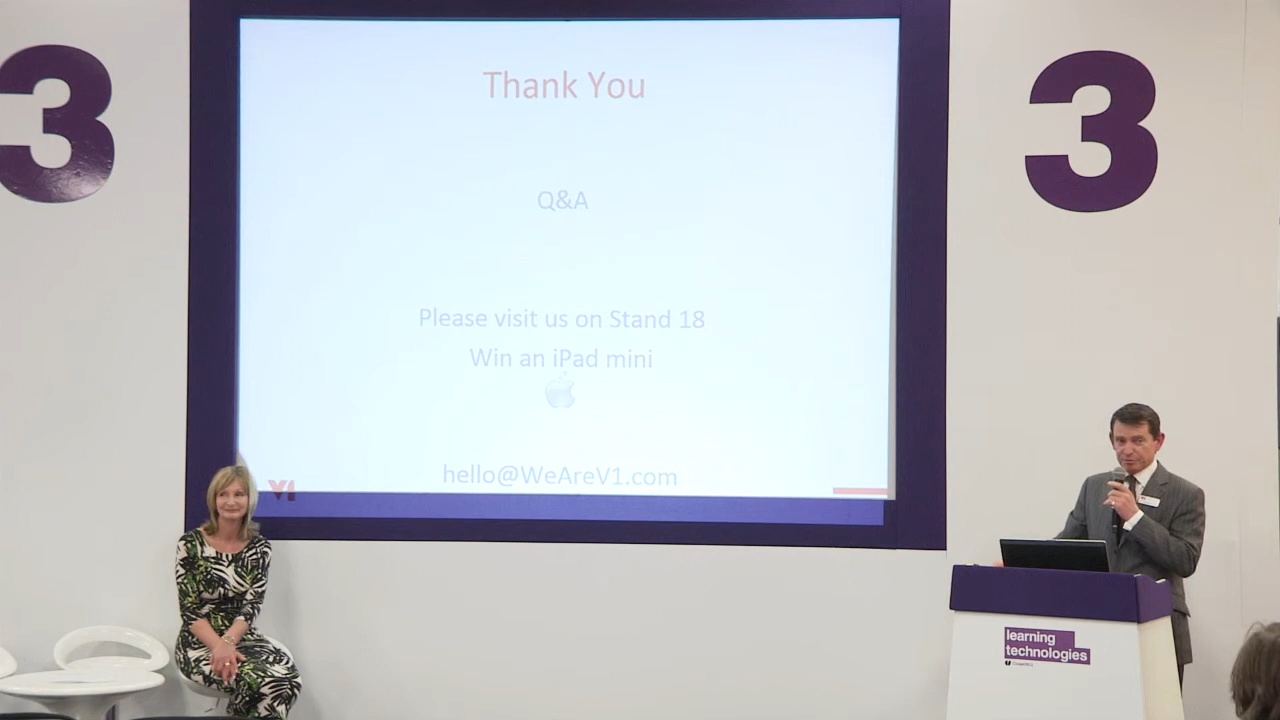 3
3
Thank You
Q&A
Please visit us on Stand 18
Win an iPad mini
hello@WeAreV1.com
V1
learning
technologies